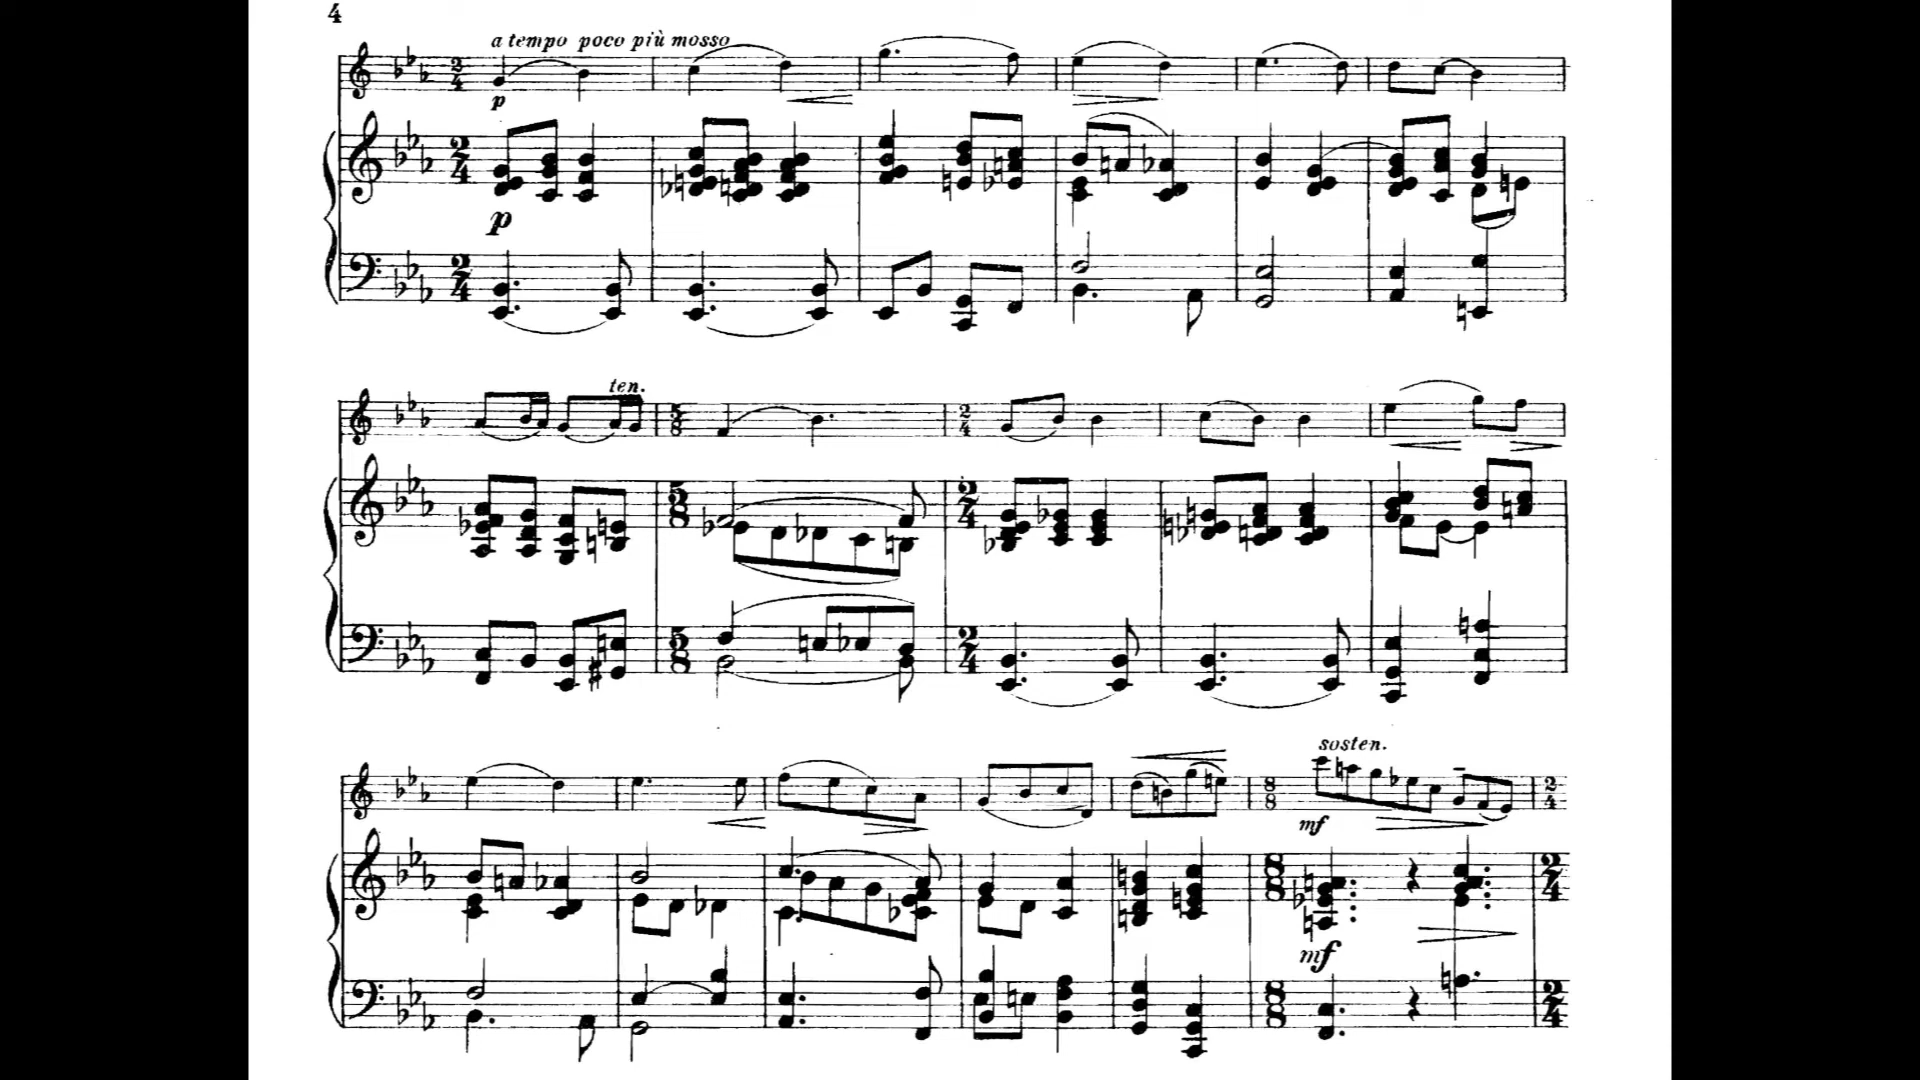 4
a tempo poco più mosso
p
p
ten.
sosten.
mf
mf